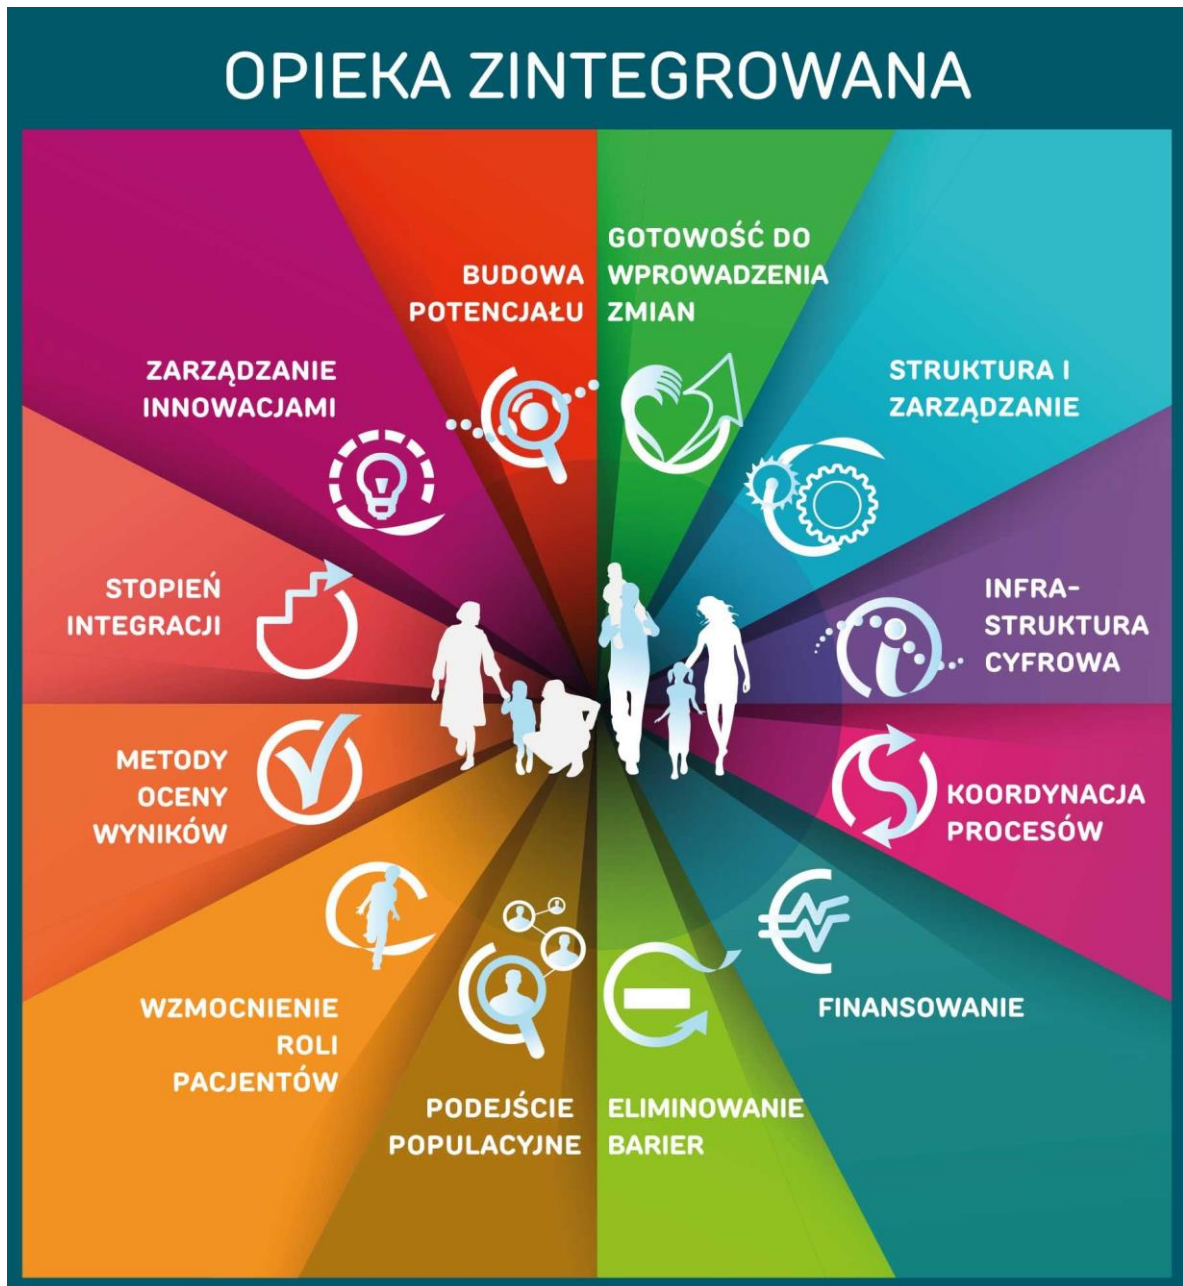 OPIEKA ZINTEGROWANA
GOTOWOŚĆ DO
WPROWADZENIA
ZMIAN
STRUKTURA I
ZARZĄDZANIE
INFRA-
STRUKTURA
CYFROWA
KOORDYNACJA
PROCESÓW
FINANSOWANIE
ELIMINOWANIE
BARIER
PODEJŚCIE
POPULACYJNE
WZMOCNIENIE
ROLI
PACJENTÓW
METODY
OCENY
WYNIKÓW
STOPIEŃ
INTEGRACJI
ZARZĄDZANIE
INNOWACJAMI
BUDOWA
POTENCJAŁU